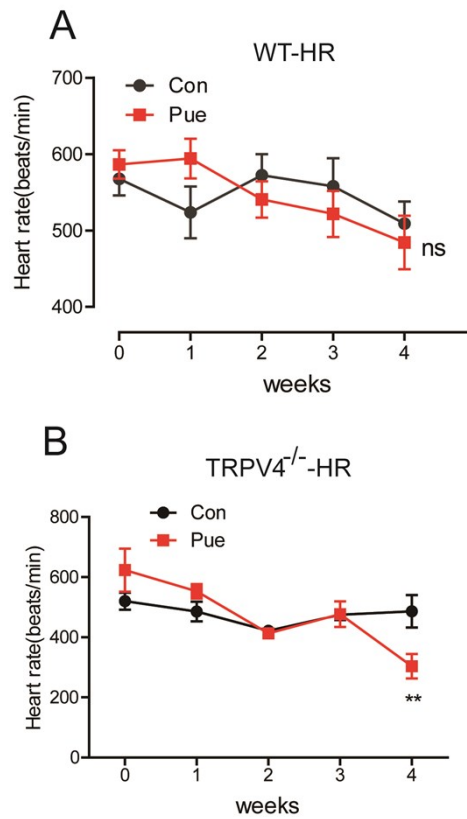 A
WT-HR
Con
Pue
Heart rate(beats/min)
700
600
500
400
ns
0 1 2 3 4
weeks
B
TRPV4-/--HR
Con
Pue
Heart rate(beats/min)
800
600
400
200
0
**
0 1 2 3 4
weeks